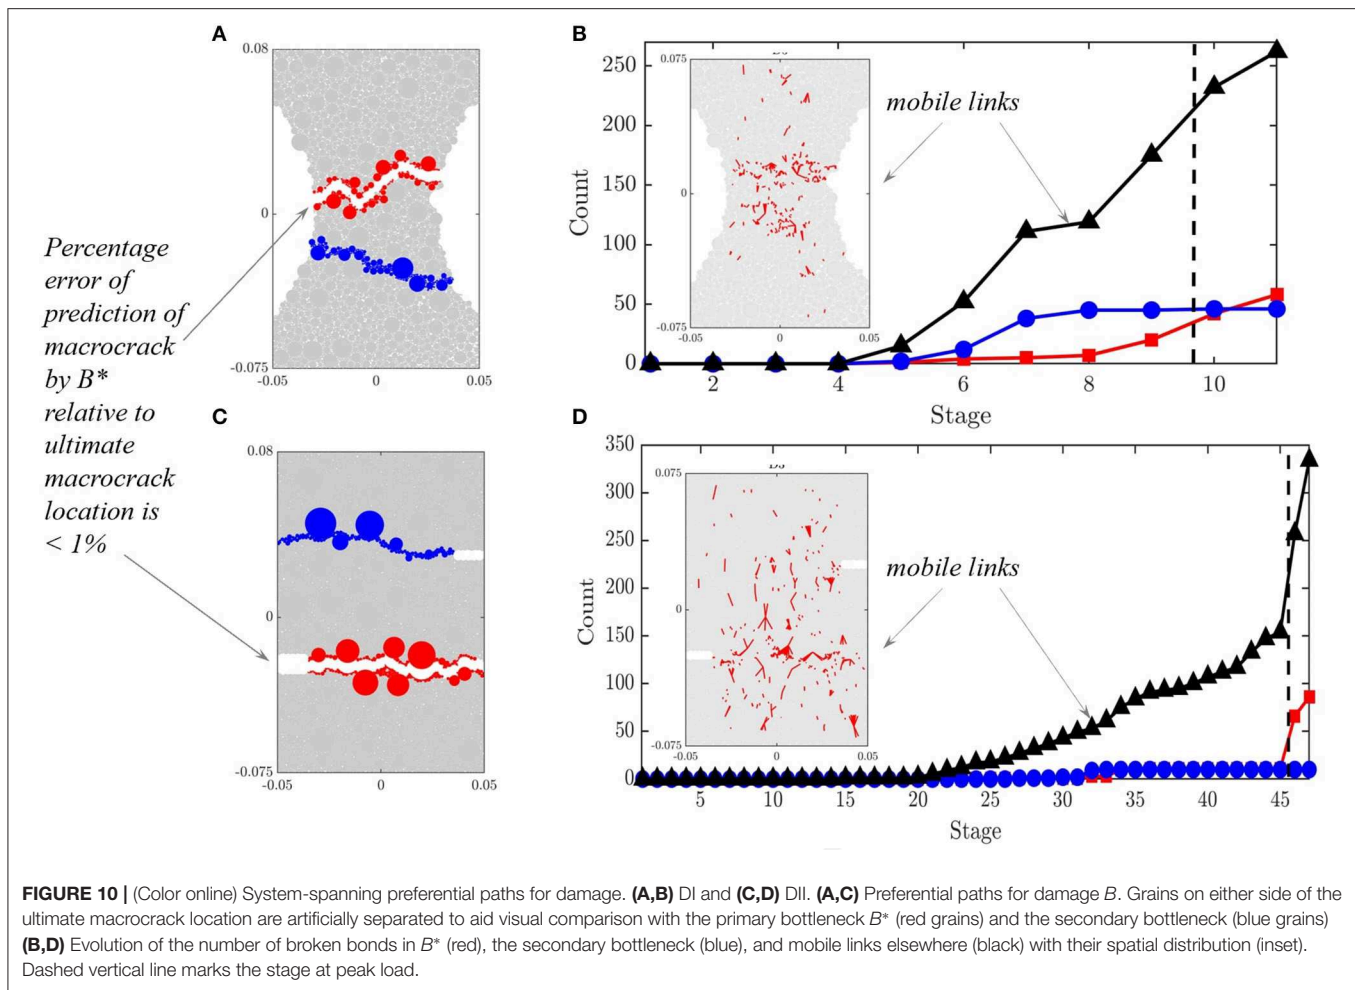 A
0.08
0
-0.075
-0.05
0
0.05
Percentage
error of
prediction of
macrocrack
by B*
relative to
ultimate
macrocrack
location is
< 1%
B
250
200
150
100
50
0
Count
2
4
6
8
10
Stage
0.075
0
-0.075
-0.05
0
0.05
mobile links
C
0.08
0
-0.075
-0.05
0
0.05
D
350
300
250
200
150
100
50
0
Count
5
10
15
20
25
30
35
40
45
Stage
0.075
0
-0.075
-0.05
0
0.05
mobile links
FIGURE 10 | (Color online) System-spanning preferential paths for damage. (A,B) DI and (C,D) DII. (A,C) Preferential paths for damage B. Grains on either side of the
ultimate macrocrack location are artificially separated to aid visual comparison with the primary bottleneck B* (red grains) and the secondary bottleneck (blue grains)
(B,D) Evolution of the number of broken bonds in B* (red), the secondary bottleneck (blue), and mobile links elsewhere (black) with their spatial distribution (inset).
Dashed vertical line marks the stage at peak load.